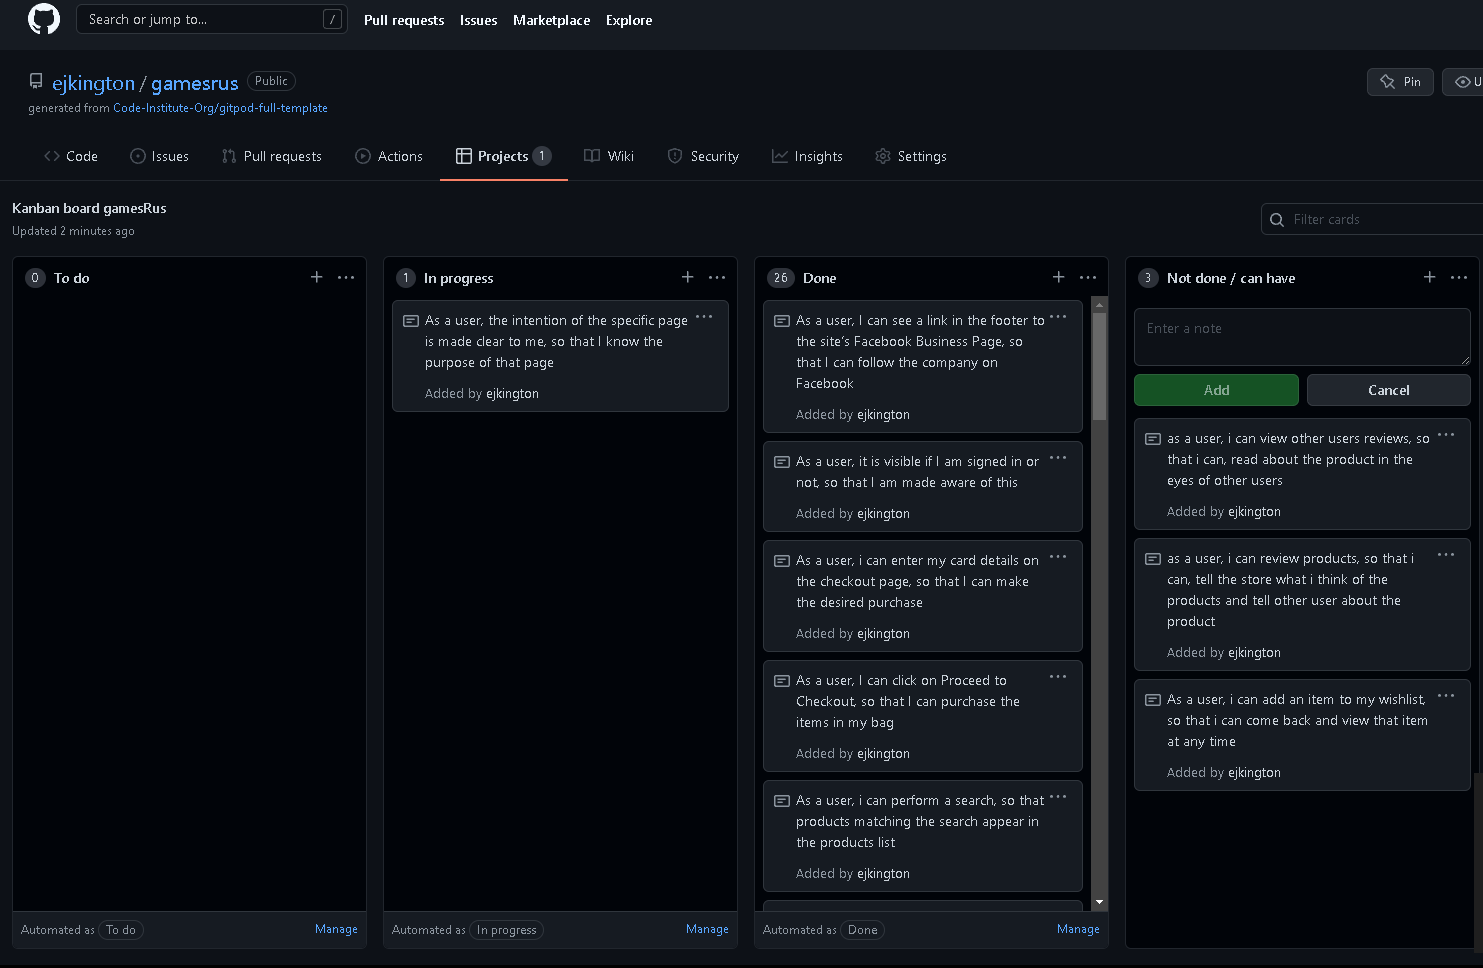 Search or jump to...
/
Pull requests
Issues
Marketplace
Explore
ejkington / gamesrus
Public
Pin
U
generated from Code-Institute-Org/gitpod-full-template
Code
Issues
Pull requests
Actions
Projects 1
Wiki
Security
Insights
Settings
Kanban board gamesRus
Updated 2 minutes ago
Filter cards
0 To do
Automated as To do
Manage
1 In progress
As a user, the intention of the specific page
is made clear to me, so that I know the
purpose of that page
Added by ejkington
Automated as In progress
Manage
26 Done
As a user, I can see a link in the footer to
the site's Facebook Business Page, so
that I can follow the company on
Facebook
Added by ejkington
As a user, it is visible if I am signed in or
not, so that I am made aware of this
Added by ejkington
As a user, i can enter my card details on
the checkout page, so that I can make
the desired purchase
Added by ejkington
As a user, I can click on Proceed to
Checkout, so that I can purchase the
items in my bag
Added by ejkington
As a user, i can perform a search, so that
products matching the search appear in
the products list
Added by ejkington
Automated as Done
Manage
3 Not done / can have
Enter a note
Add
Cancel
as a user, i can view other users reviews, so
that i can, read about the product in the
eyes of other users
Added by ejkington
as a user, i can review products, so that i
can, tell the store what i think of the
products and tell other user about the
product
Added by ejkington
As a user, i can add an item to my wishlist,
so that i can come back and view that item
at any time
Added by ejkington